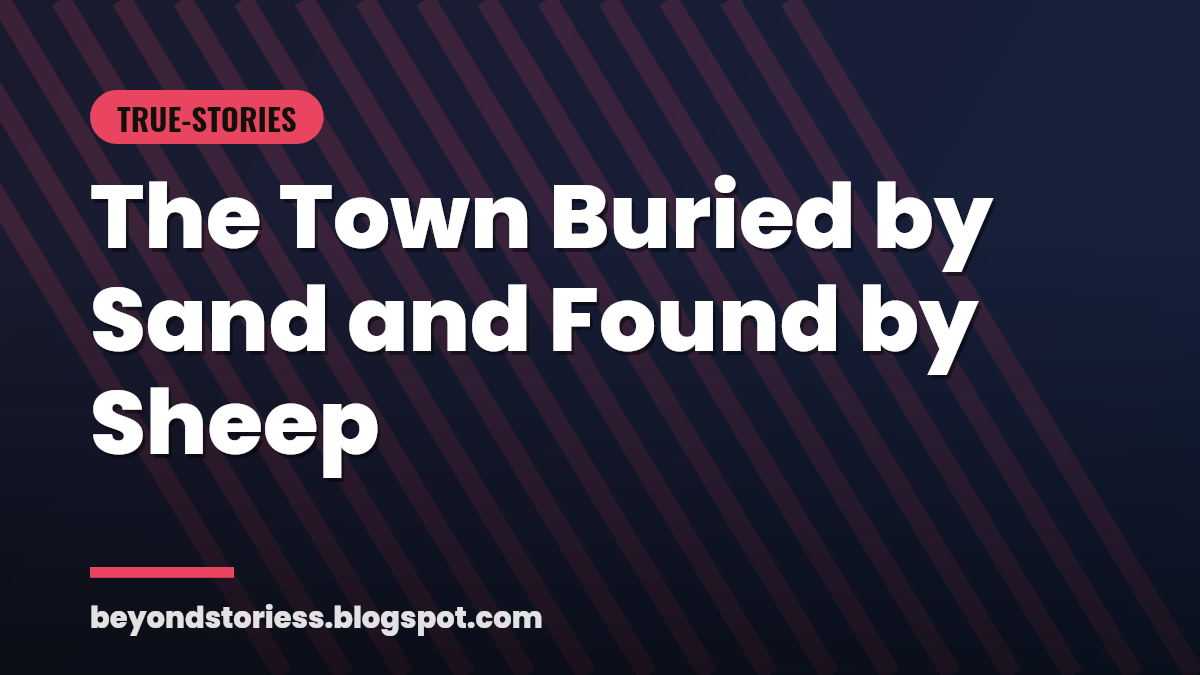 TRUE-STORIES
The Town Buried by
Sand and Found by
Sheep
beyondstoriess.blogspot.com